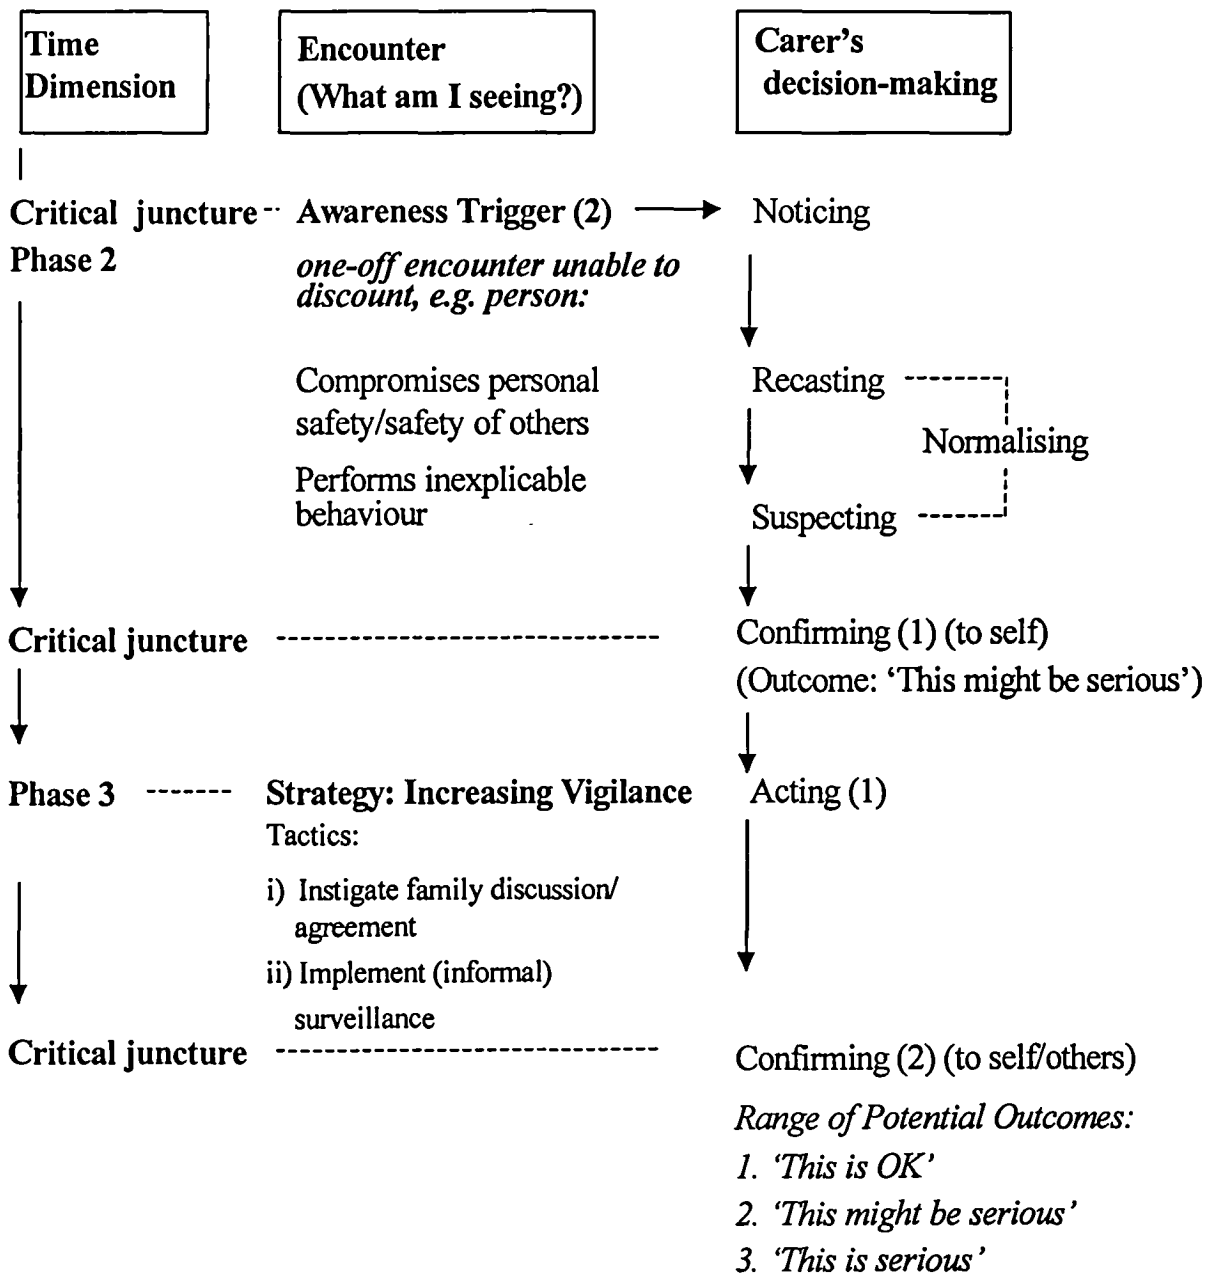 Time
Dimension
Encounter
(What am I seeing?)
Carer's
decision-making
Critical juncture
Phase 2
Awareness Trigger (2)
Noticing
one-off encounter unable to
discount, e.g. person:
Compromises personal
safety/safety of others
Recasting
Normalising
Performs inexplicable
behaviour
Suspecting
Critical juncture
Confirming (1) (to self)
(Outcome: ‘This might be serious’)
Phase 3
Strategy: Increasing Vigilance
Acting (1)
Tactics:
i) Instigate family discussion/
agreement
ii) Implement (informal)
surveillance
Critical juncture
Confirming (2) (to self/others)
Range of Potential Outcomes:
1. ‘This is OK’
2. ‘This might be serious’
3. ‘This is serious’